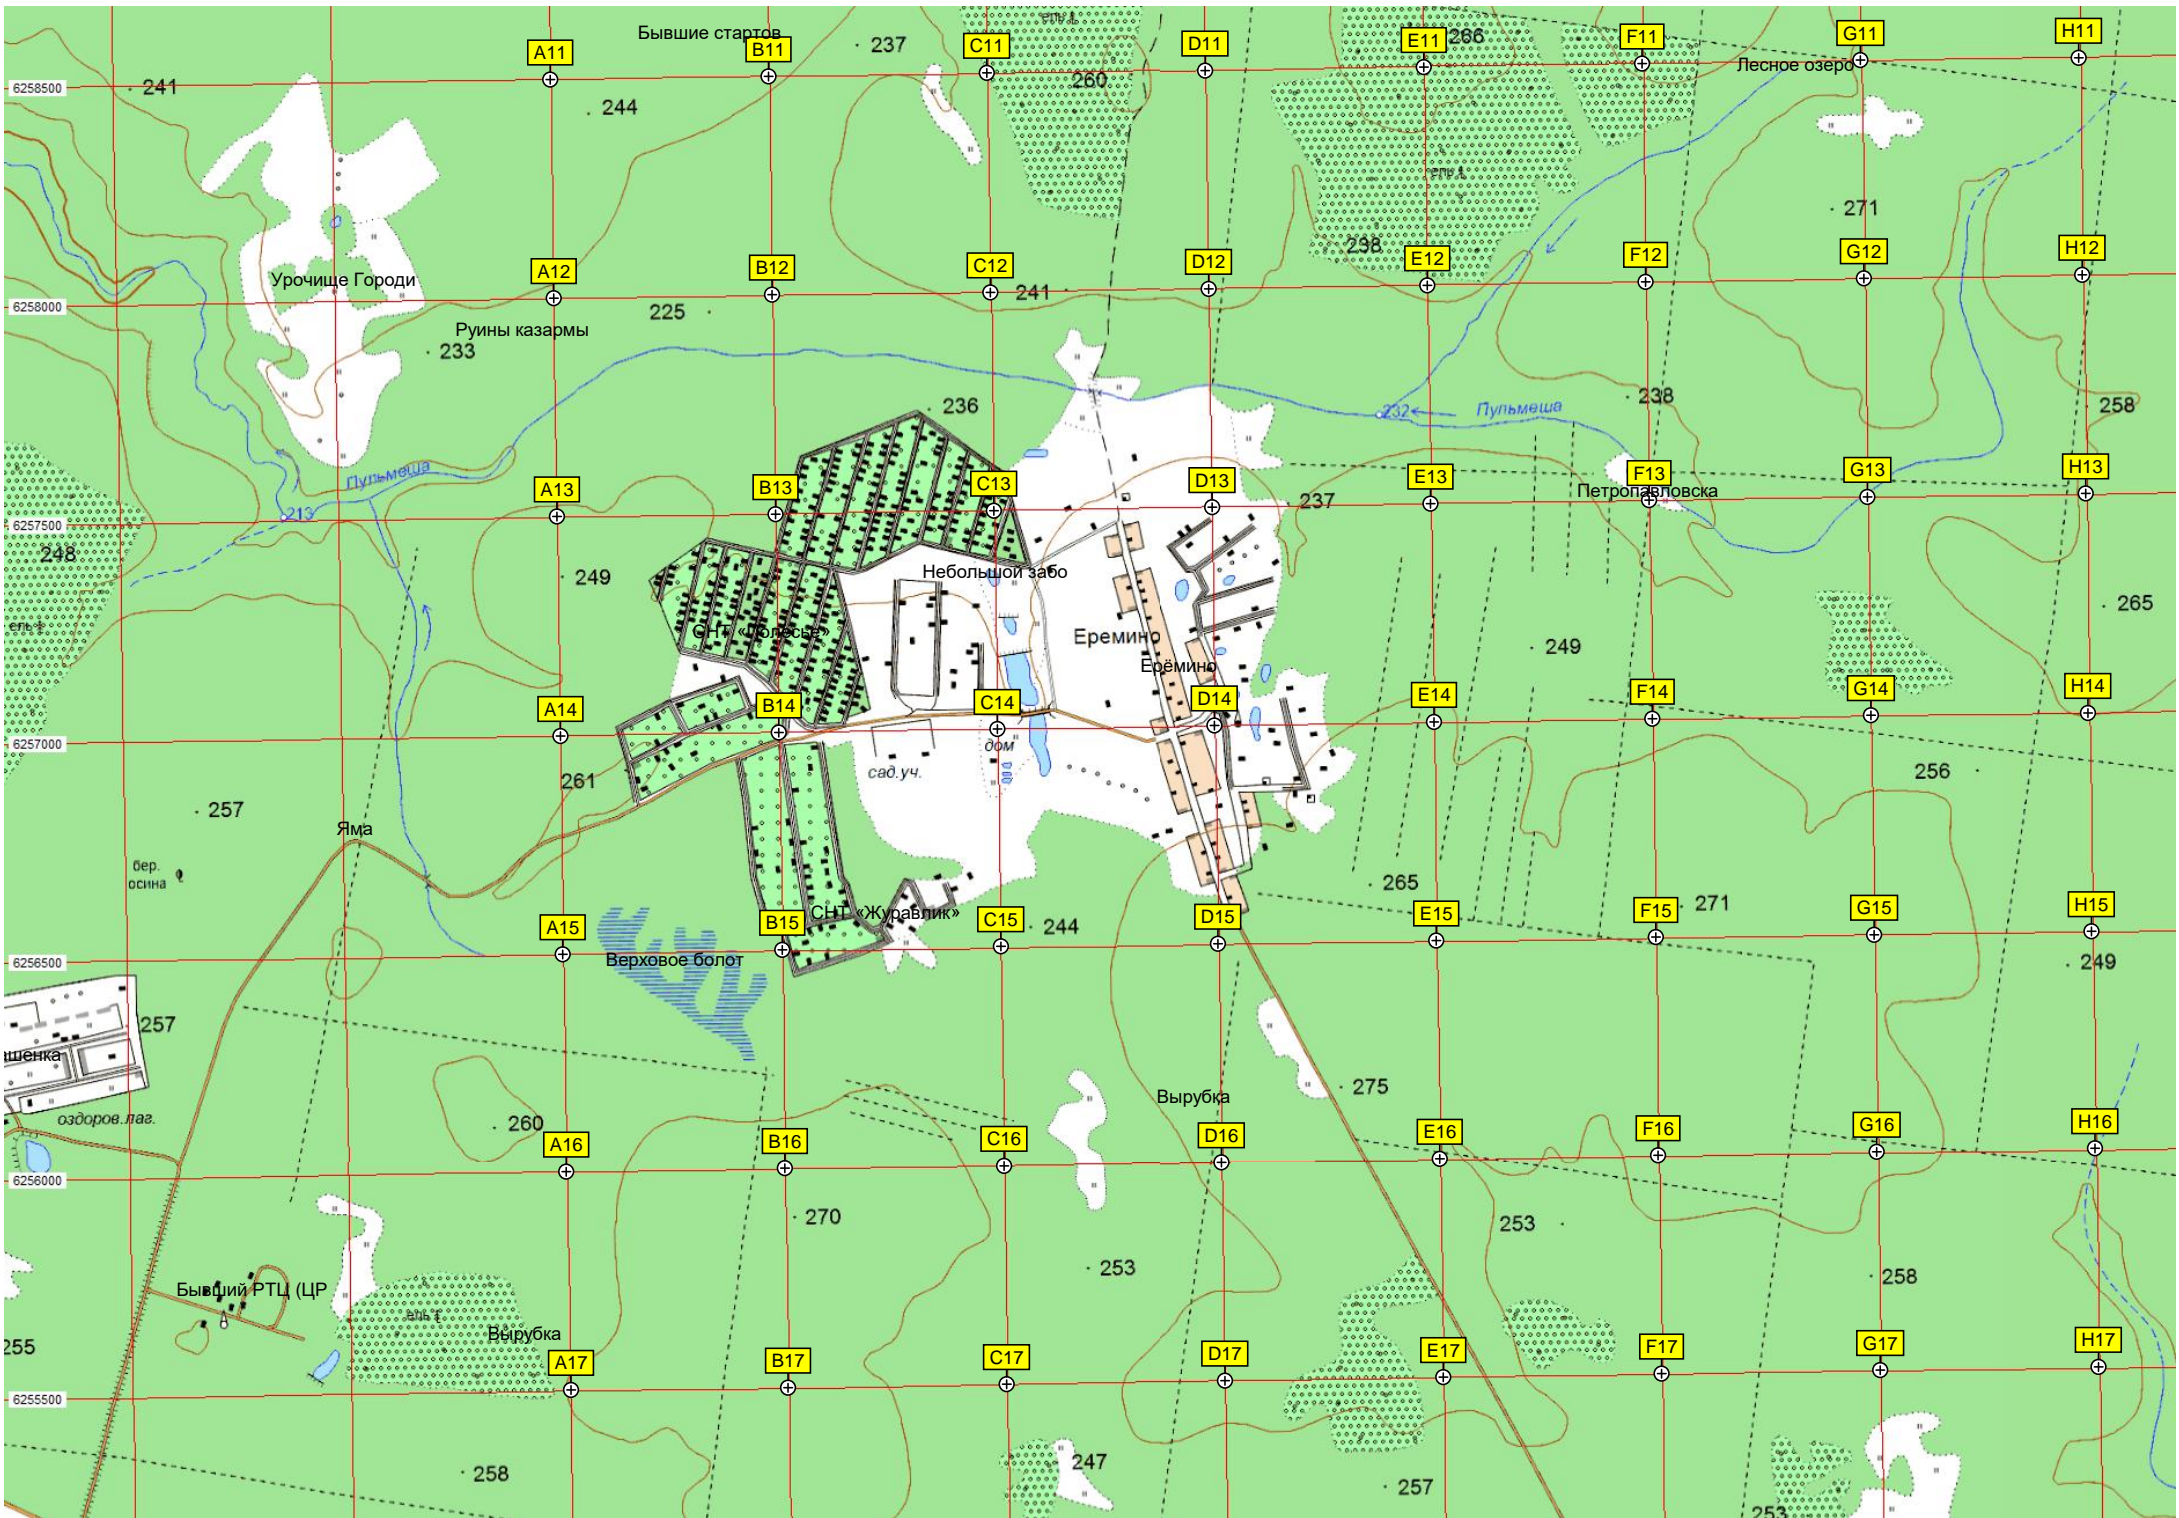 Бывшие стартов
237
266
A11
B11
C11
D11
E11
F11
G11
H11
Лесное озеро
6258500
241
244
260
ель
271
238
A12
B12
C12
D12
E12
F12
G12
H12
Урочище Городи
241
6258000
225
Руины казармы
233
236
232
Пульмеша
238
258
Пульмеша
A13
B13
C13
D13
E13
F13
G13
H13
Петропавловска
213
237
6257500
248
249
Небольшой забо
265
ель
СНТ «Полесье»
Еремино
Ерёмино
249
A14
B14
C14
D14
E14
F14
G14
H14
6257000
дом
сад.уч.
261
256
257
Яма
бер.
осина
265
271
СНТ «Журавлик»
A15
B15
C15
D15
E15
F15
G15
H15
244
6256500
Верховое болот
249
257
ашенка
275
Вырубка
оздоров.лаг.
260
A16
B16
C16
D16
E16
F16
G16
H16
6256000
270
253
253
258
Бывший РТЦ (ЦР
ель
255
Вырубка
A17
B17
C17
D17
E17
F17
G17
H17
6255500
258
247
257
253